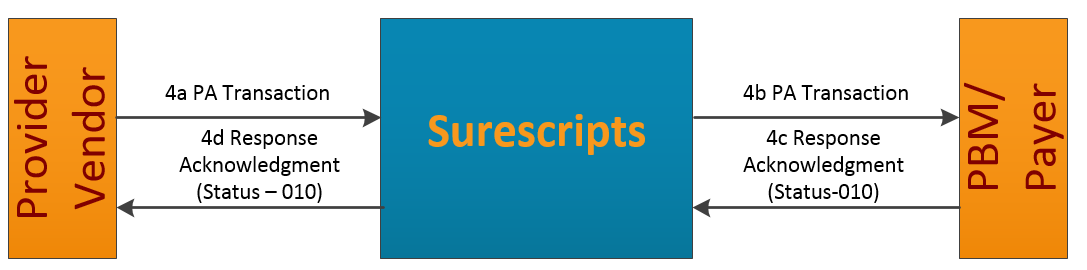 Provider
Vendor
4a PA Transaction
4d Response
Acknowledgment
(Status – 010)
Surescripts
4b PA Transaction
4c Response
Acknowledgment
(Status-010)
PBM/
Payer